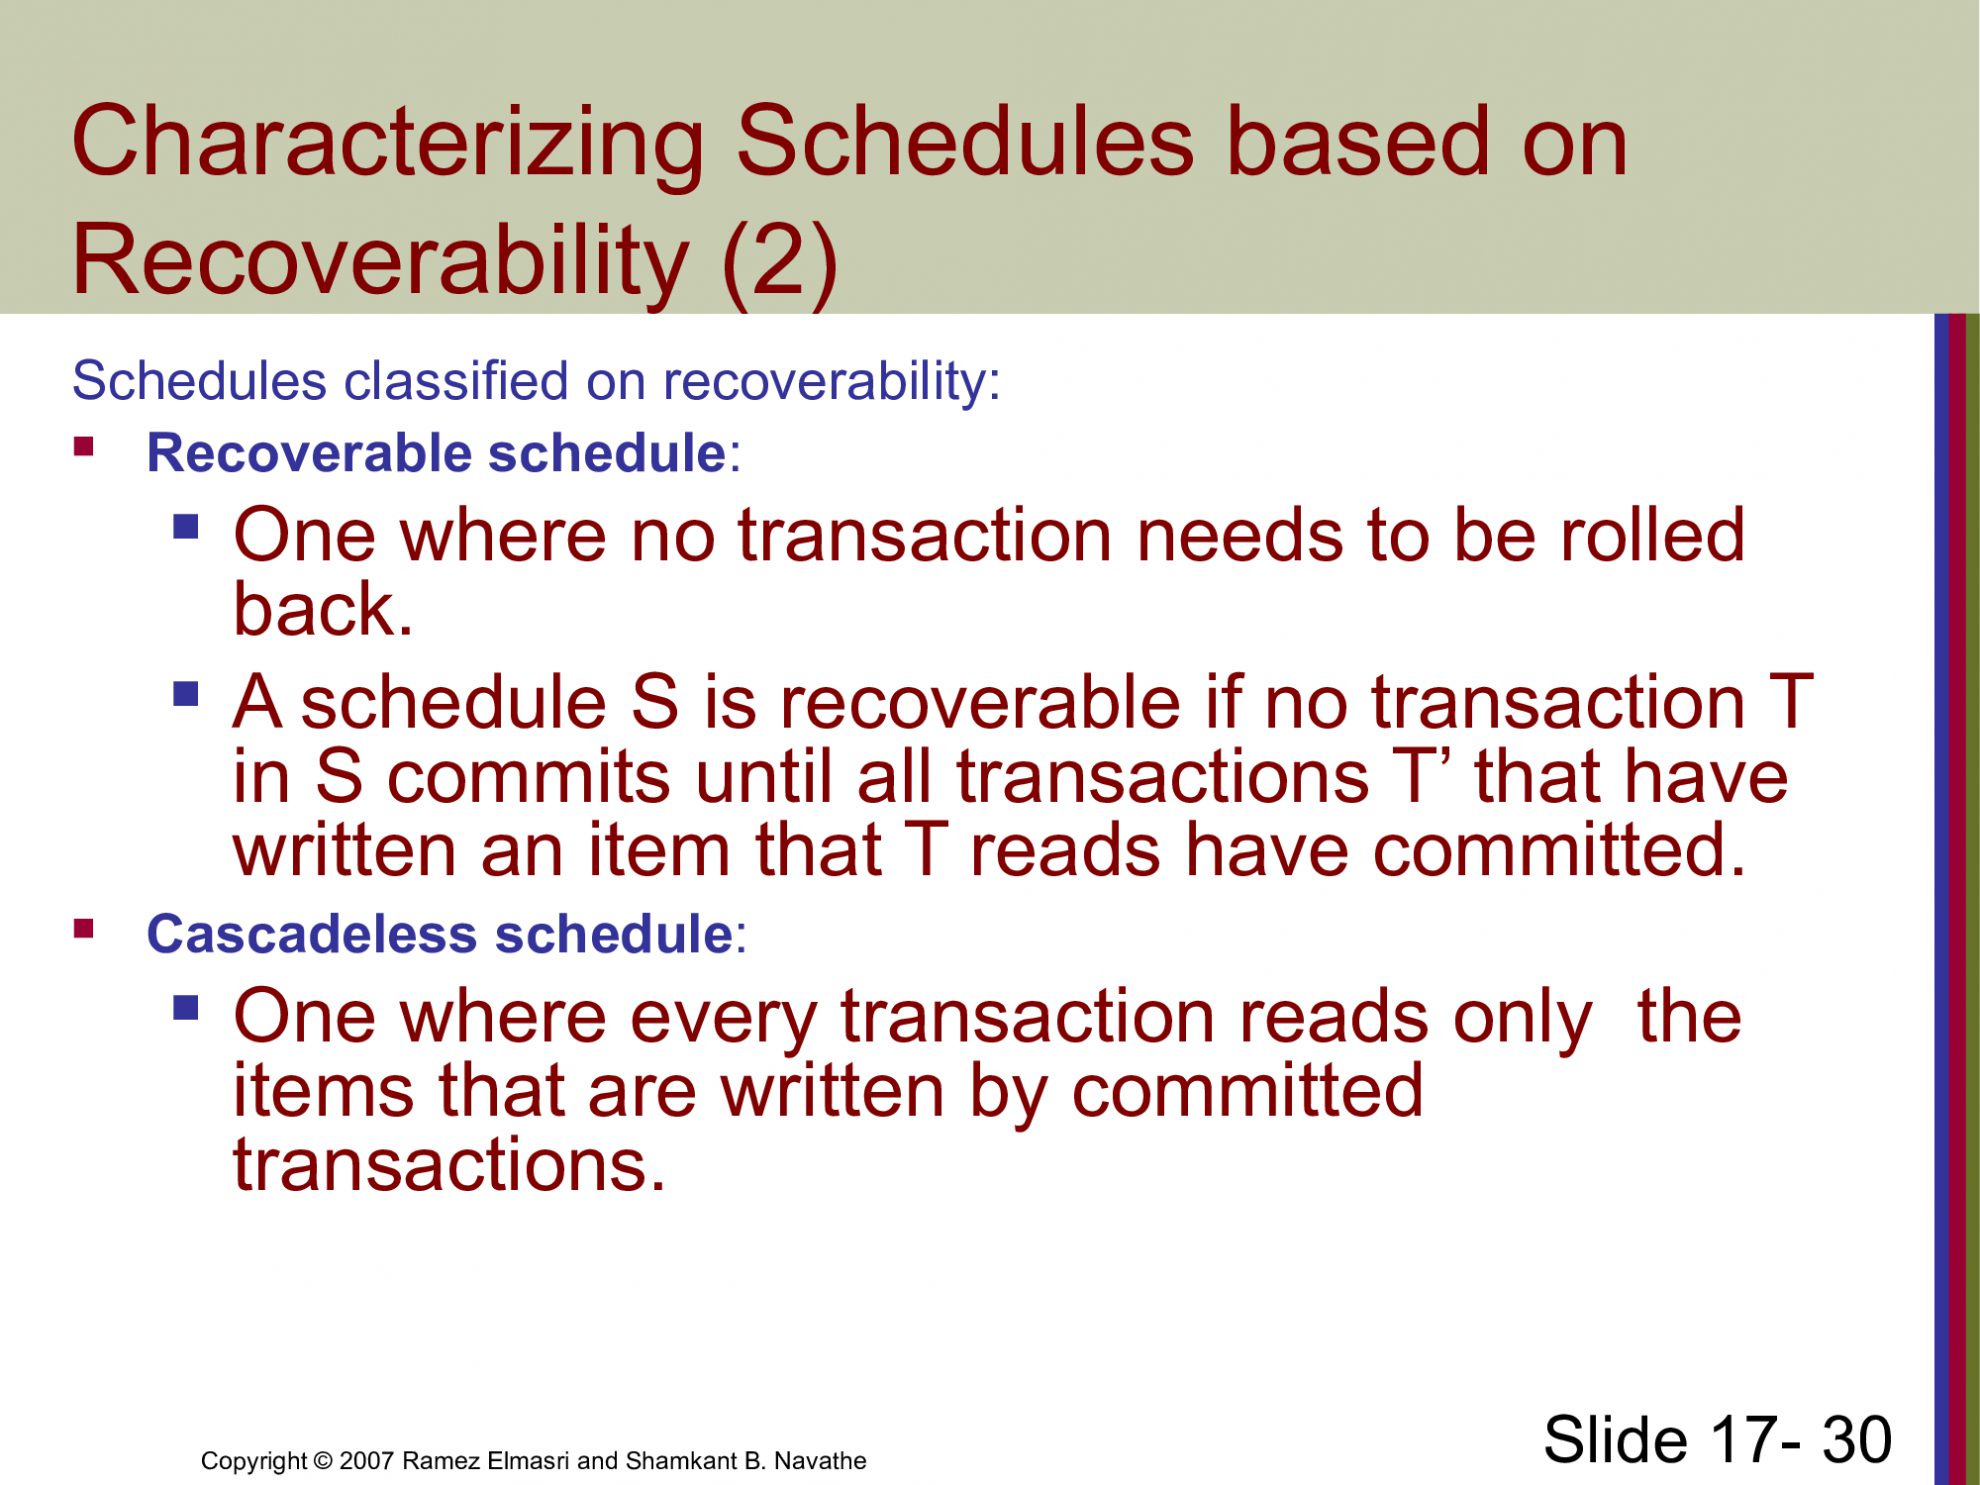 Characterizing Schedules based on
Recoverability (2)
Schedules classified on recoverability:
Recoverable schedule:
One where no transaction needs to be rolled
back.
A schedule S is recoverable if no transaction T
in S commits until all transactions T’ that have
written an item that T reads have committed.
Cascadeless schedule:
One where every transaction reads only  the
items that are written by committed
transactions.
Copyright © 2007 Ramez Elmasri and Shamkant B. Navathe
Slide 17- 30